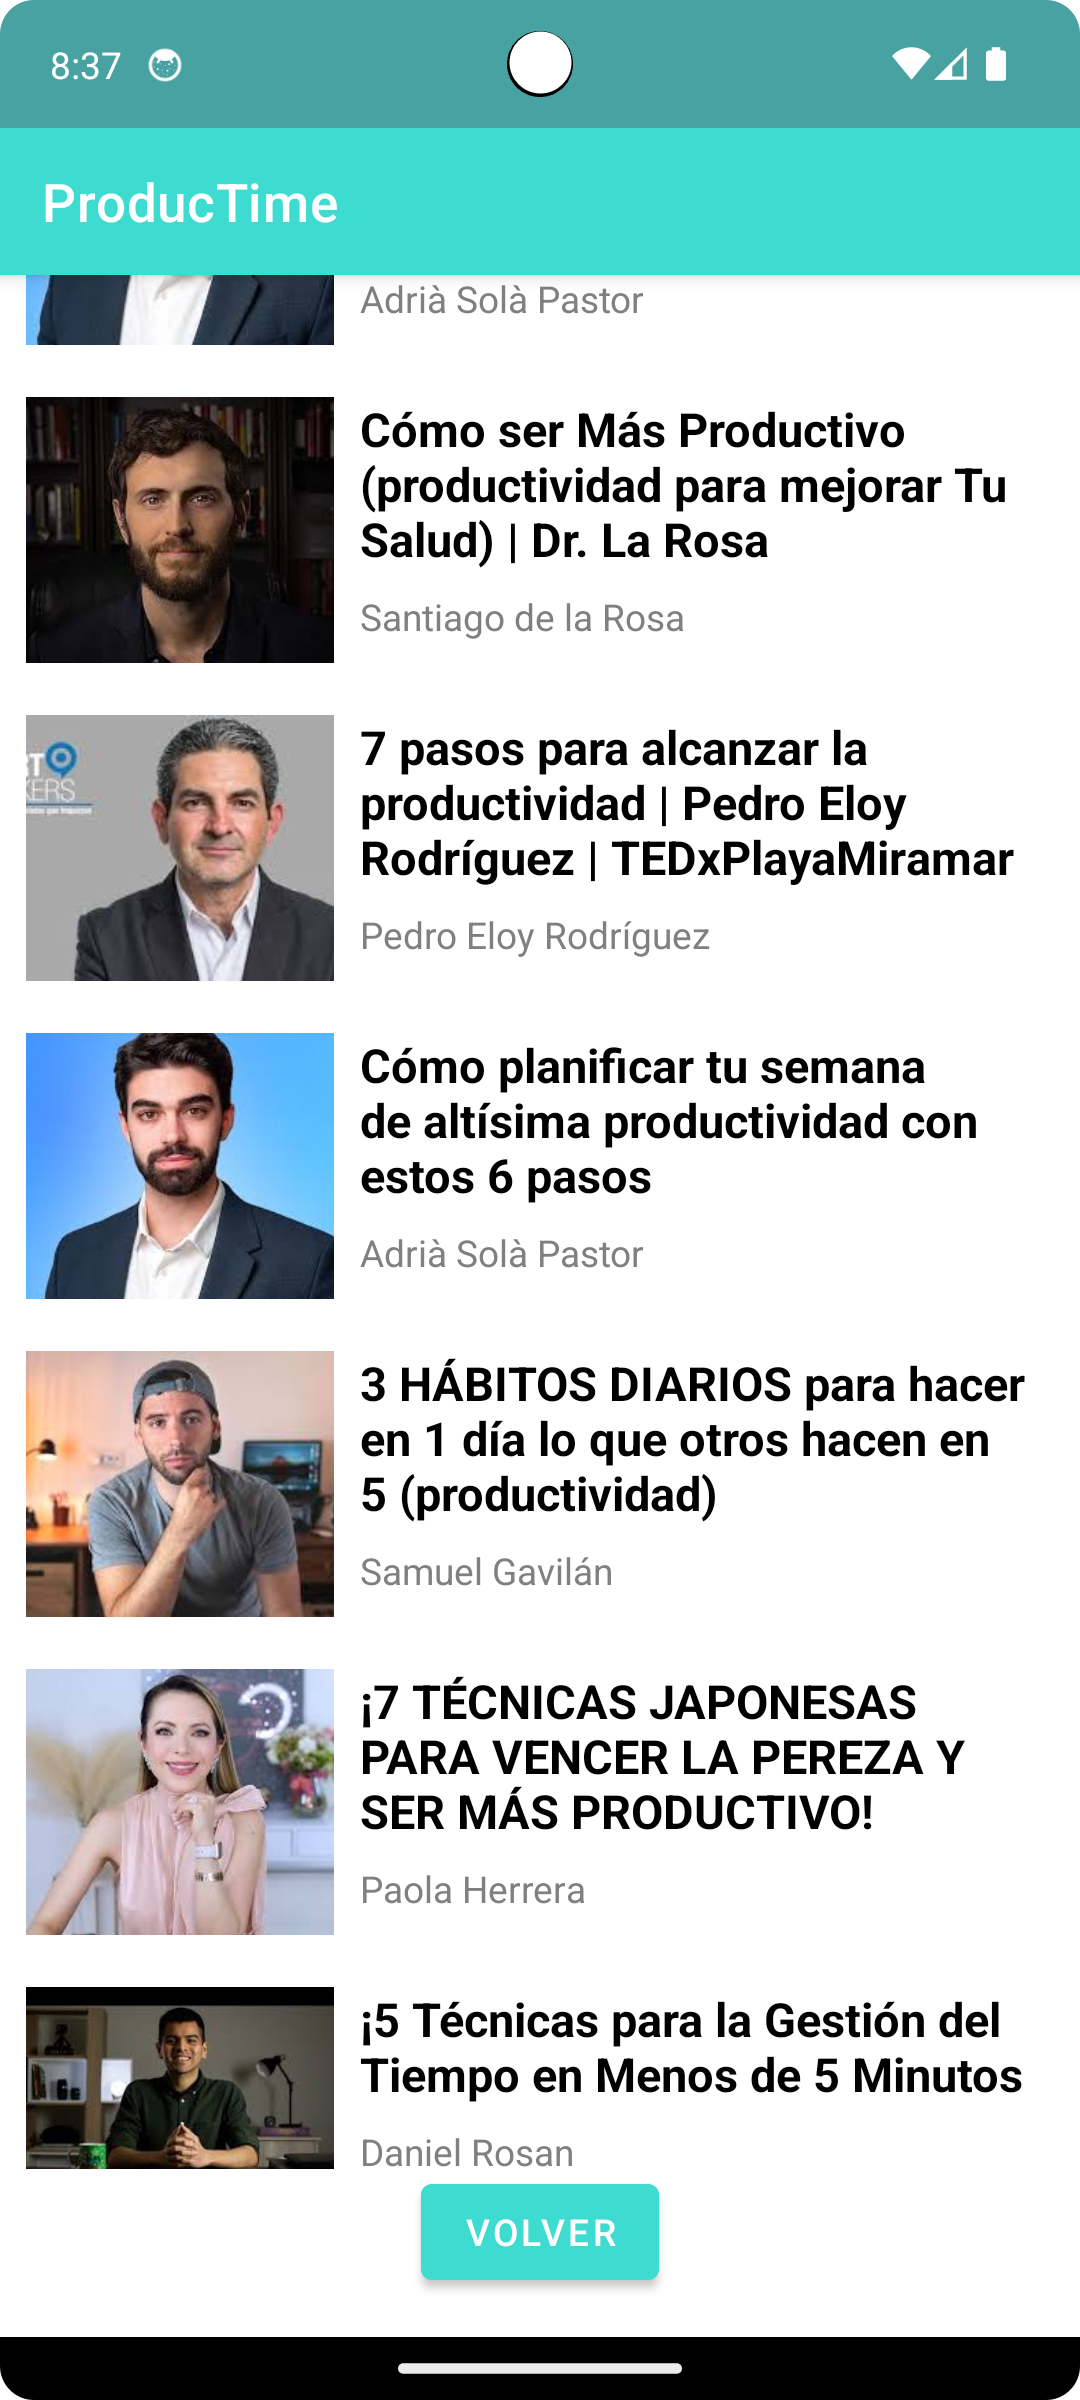 8:37
ProducTime
Adrià Solà Pastor
Cómo ser Más Productivo
(productividad para mejorar Tu
Salud) | Dr. La Rosa
Santiago de la Rosa
7 pasos para alcanzar la
productividad | Pedro Eloy
Rodríguez | TEDxPlayaMiramar
Pedro Eloy Rodríguez
Cómo planificar tu semana
de altísima productividad con
estos 6 pasos
Adrià Solà Pastor
3 HÁBITOS DIARIOS para hacer
en 1 día lo que otros hacen en
5 (productividad)
Samuel Gavilán
¡7 TÉCNICAS JAPONESAS
PARA VENCER LA PEREZA Y
SER MÁS PRODUCTIVO!
Paola Herrera
¡5 Técnicas para la Gestión del
Tiempo en Menos de 5 Minutos
Daniel Rosan
VOLVER